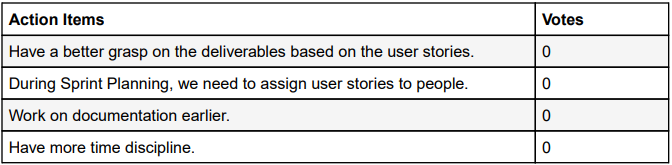 Action Items Votes
Have a better grasp on the deliverables based on the user stories. 0
During Sprint Planning, we need to assign user stories to people. 0
Work on documentation earlier. 0
Have more time discipline. 0